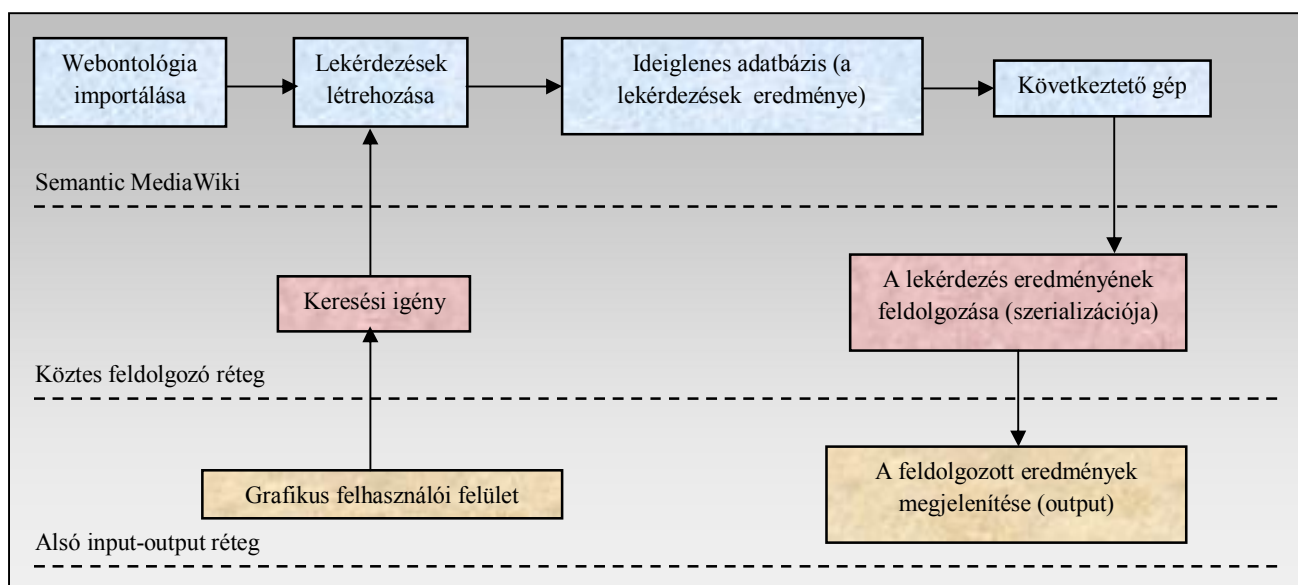 Webontológia
importálása
Lekérdezések
létrehozása
Ideiglenes adatbázis (a
lekérdezések eredménye)
Következtető gép
Semantic MediaWiki
Keresési igény
A lekérdezés eredményének
feldolgozása (szerializációja)
Köztes feldolgozó réteg
Grafikus felhasználói felület
A feldolgozott eredmények
megjelenítése (output)
Alsó input-output réteg